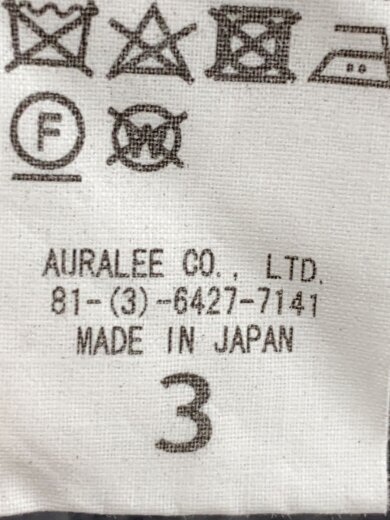 F W
AURALEE CO., LTD.
81-(3)-6427-7141
MADE IN JAPAN
3